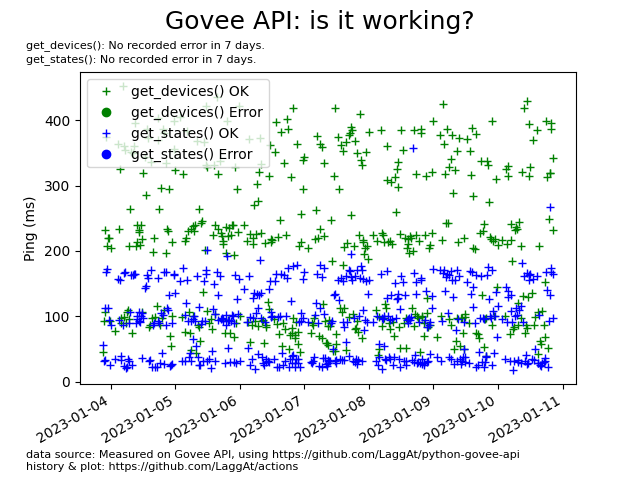 Govee API: is it working?
get_devices(): No recorded error in 7 days.
get_states(): No recorded error in 7 days.
get_devices() OK
get_devices() Error
get_states() OK
get_states() Error
Ping (ms)
400
300
200
100
0
2023-01-04
2023-01-05
2023-01-06
2023-01-07
2023-01-08
2023-01-09
2023-01-10
2023-01-11
data source: Measured on Govee API, using https://github.com/LaggAt/python-govee-api
history & plot: https://github.com/LaggAt/actions